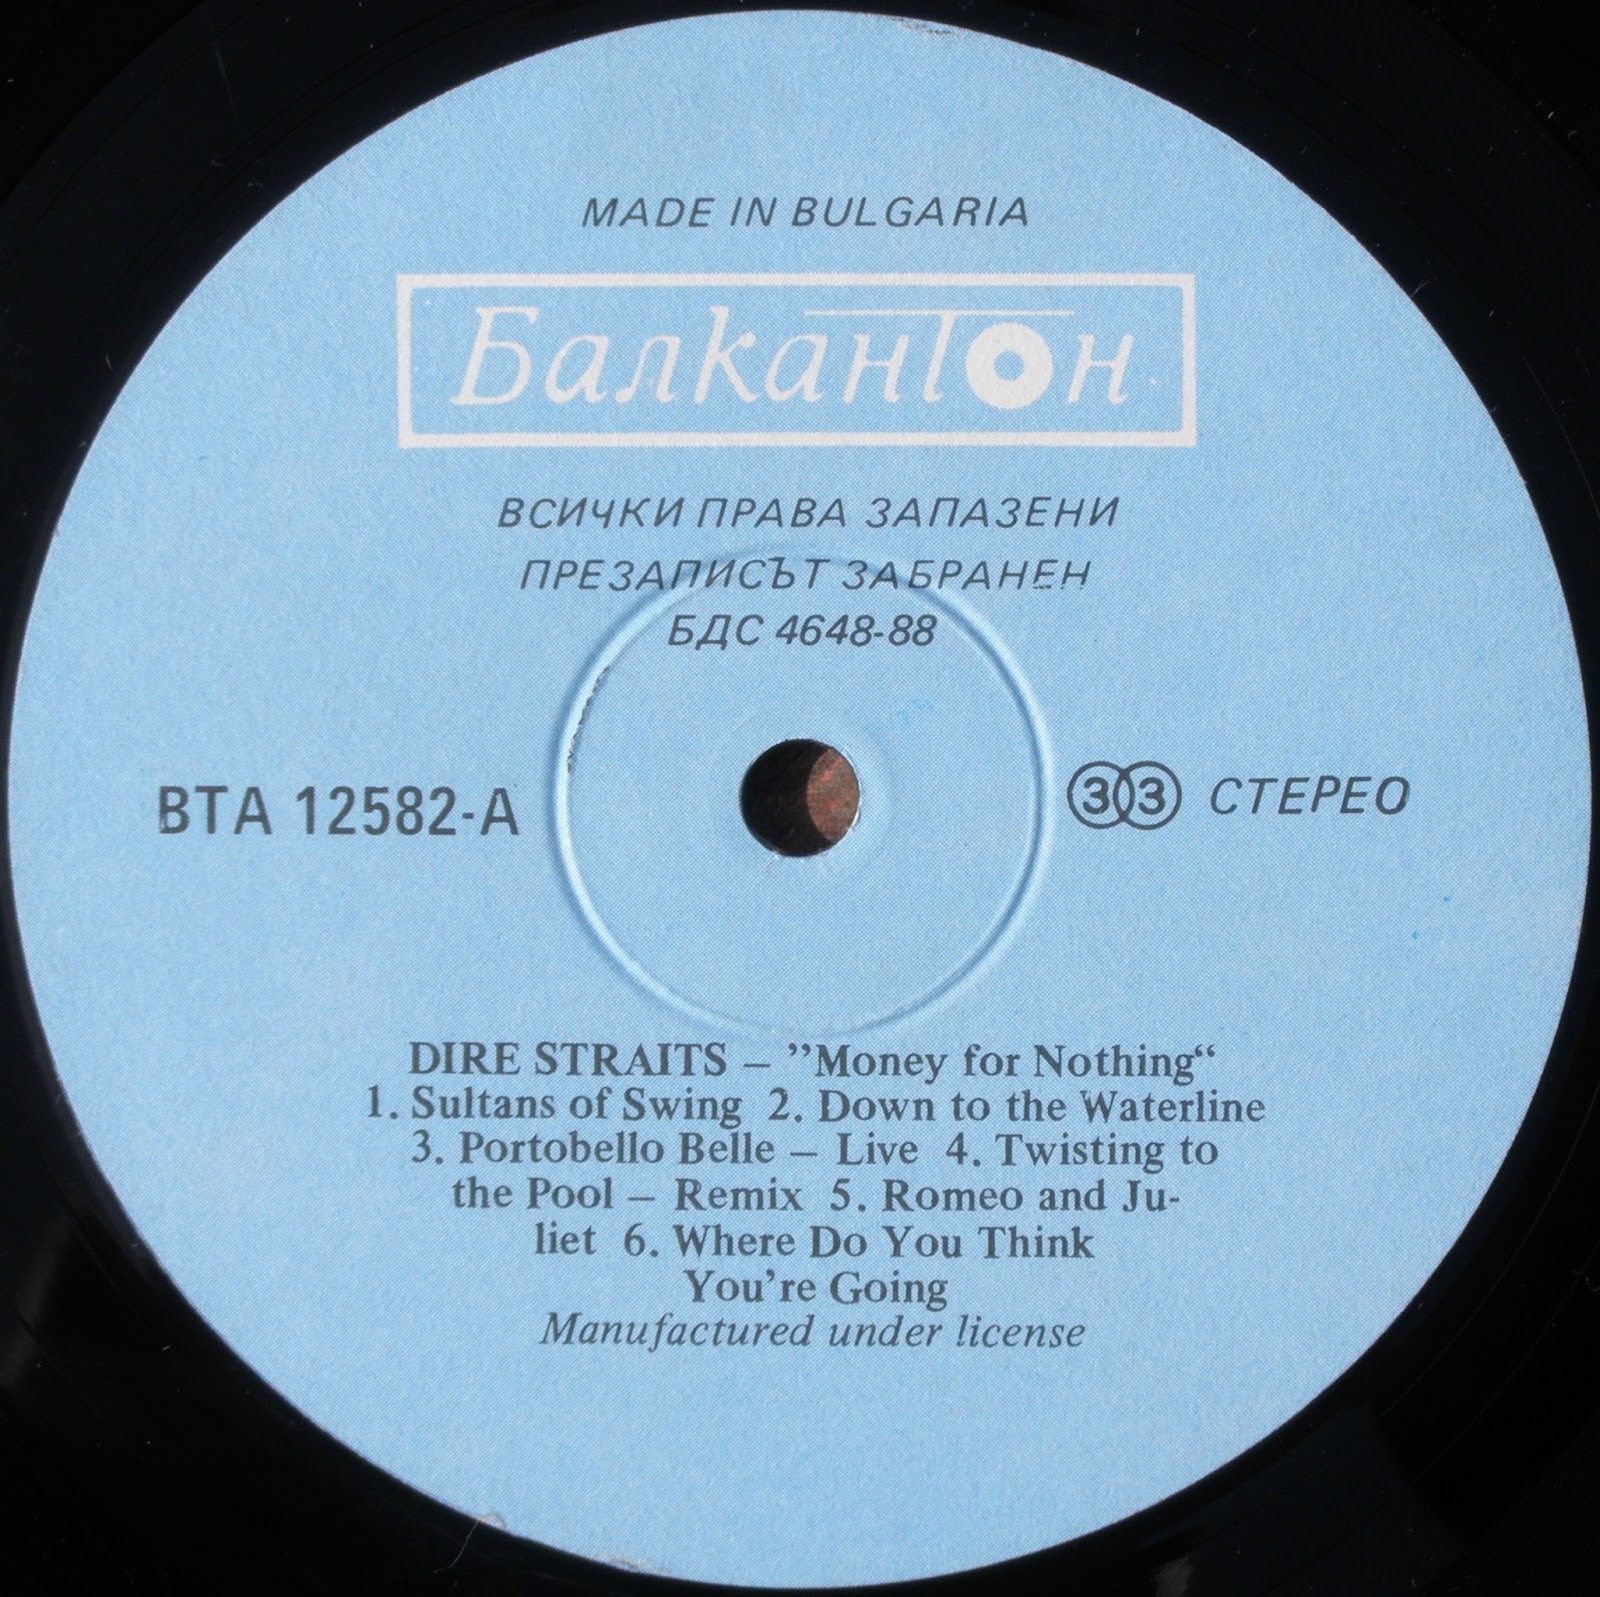 MADE IN BULGARIA
Балкантон
ВСИЧКИ ПРАВА ЗАПАЗЕНИ
ПРЕЗАПИСЪТ ЗАБРАНЕН
БДС 4648-88
ВТА 12582-А
33 СТЕРЕО
DIRE STRAITS – ”Money for Nothing“
1. Sultans of Swing 2. Down to the Waterline
3. Portobello Belle – Live 4. Twisting to
the Pool – Remix 5. Romeo and Ju-
liet 6. Where Do You Think
You’re Going
Manufactured under license